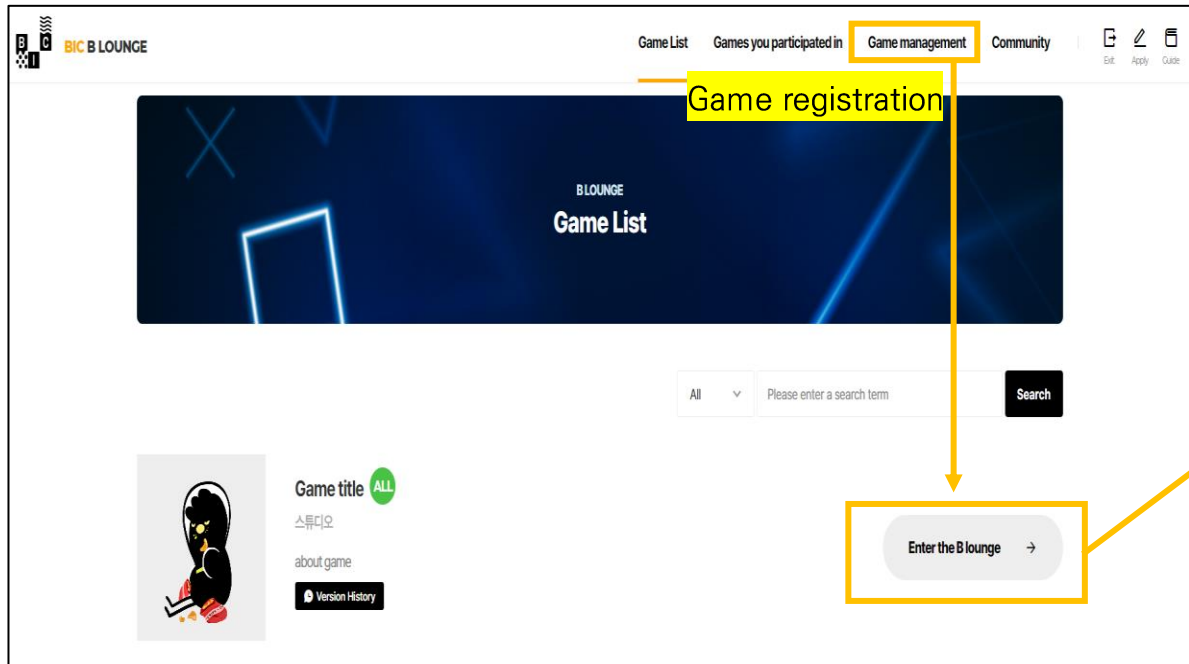 BIC
BIC B LOUNGE
Game List
Games you participated in
Game management
Community
Exit
Apply
Guide
Game registration
B LOUNGE
Game List
All
Please enter a search term
Search
Game title
ALL
스튜디오
about game
Version History
Enter the B lounge →